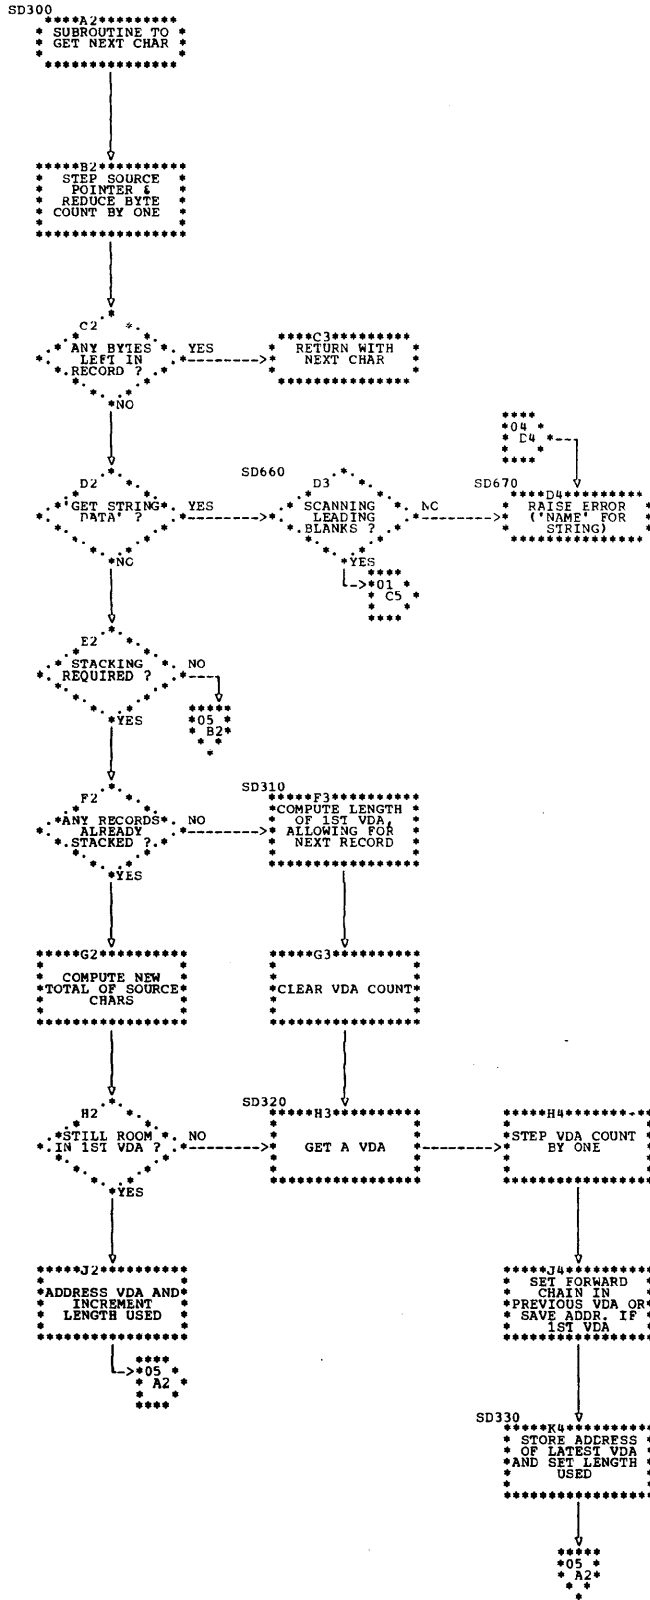 SD300
A2
SUBROUTINE TO
GET NEXT CHAR
B2
STEP SOURCE
POINTER &
REDUCE BYTE
COUNT BY ONE
C2
ANY BYTES
LEFT IN
RECORD ?
YES
NO
C3
RETURN WITH
NEXT CHAR
04
D4
D2
'GET STRING
DATA' ?
YES
NO
SD660
D3
SCANNING
LEADING
BLANKS ?
NO
YES
01
C5
SD670
D4
RAISE ERROR
('NAME' FOR
STRING)
E2
STACKING
REQUIRED ?
NO
YES
05
B2
F2
ANY RECORDS
ALREADY
STACKED ?
NO
YES
SD310
F3
COMPUTE LENGTH
OF 1ST VDA,
ALLOWING FOR
NEXT RECORD
G2
COMPUTE NEW
TOTAL OF SOURCE
CHARS
G3
CLEAR VDA COUNT
H2
STILL ROOM
IN 1ST VDA ?
NO
YES
SD320
H3
GET A VDA
H4
STEP VDA COUNT
BY ONE
J2
ADDRESS VDA AND
INCREMENT
LENGTH USED
05
A2
J4
SET FORWARD
CHAIN IN
PREVIOUS VDA OR
SAVE ADDR. IF
1ST VDA
SD330
K4
STORE ADDRESS
OF LATEST VDA
AND SET LENGTH
USED
05
A2